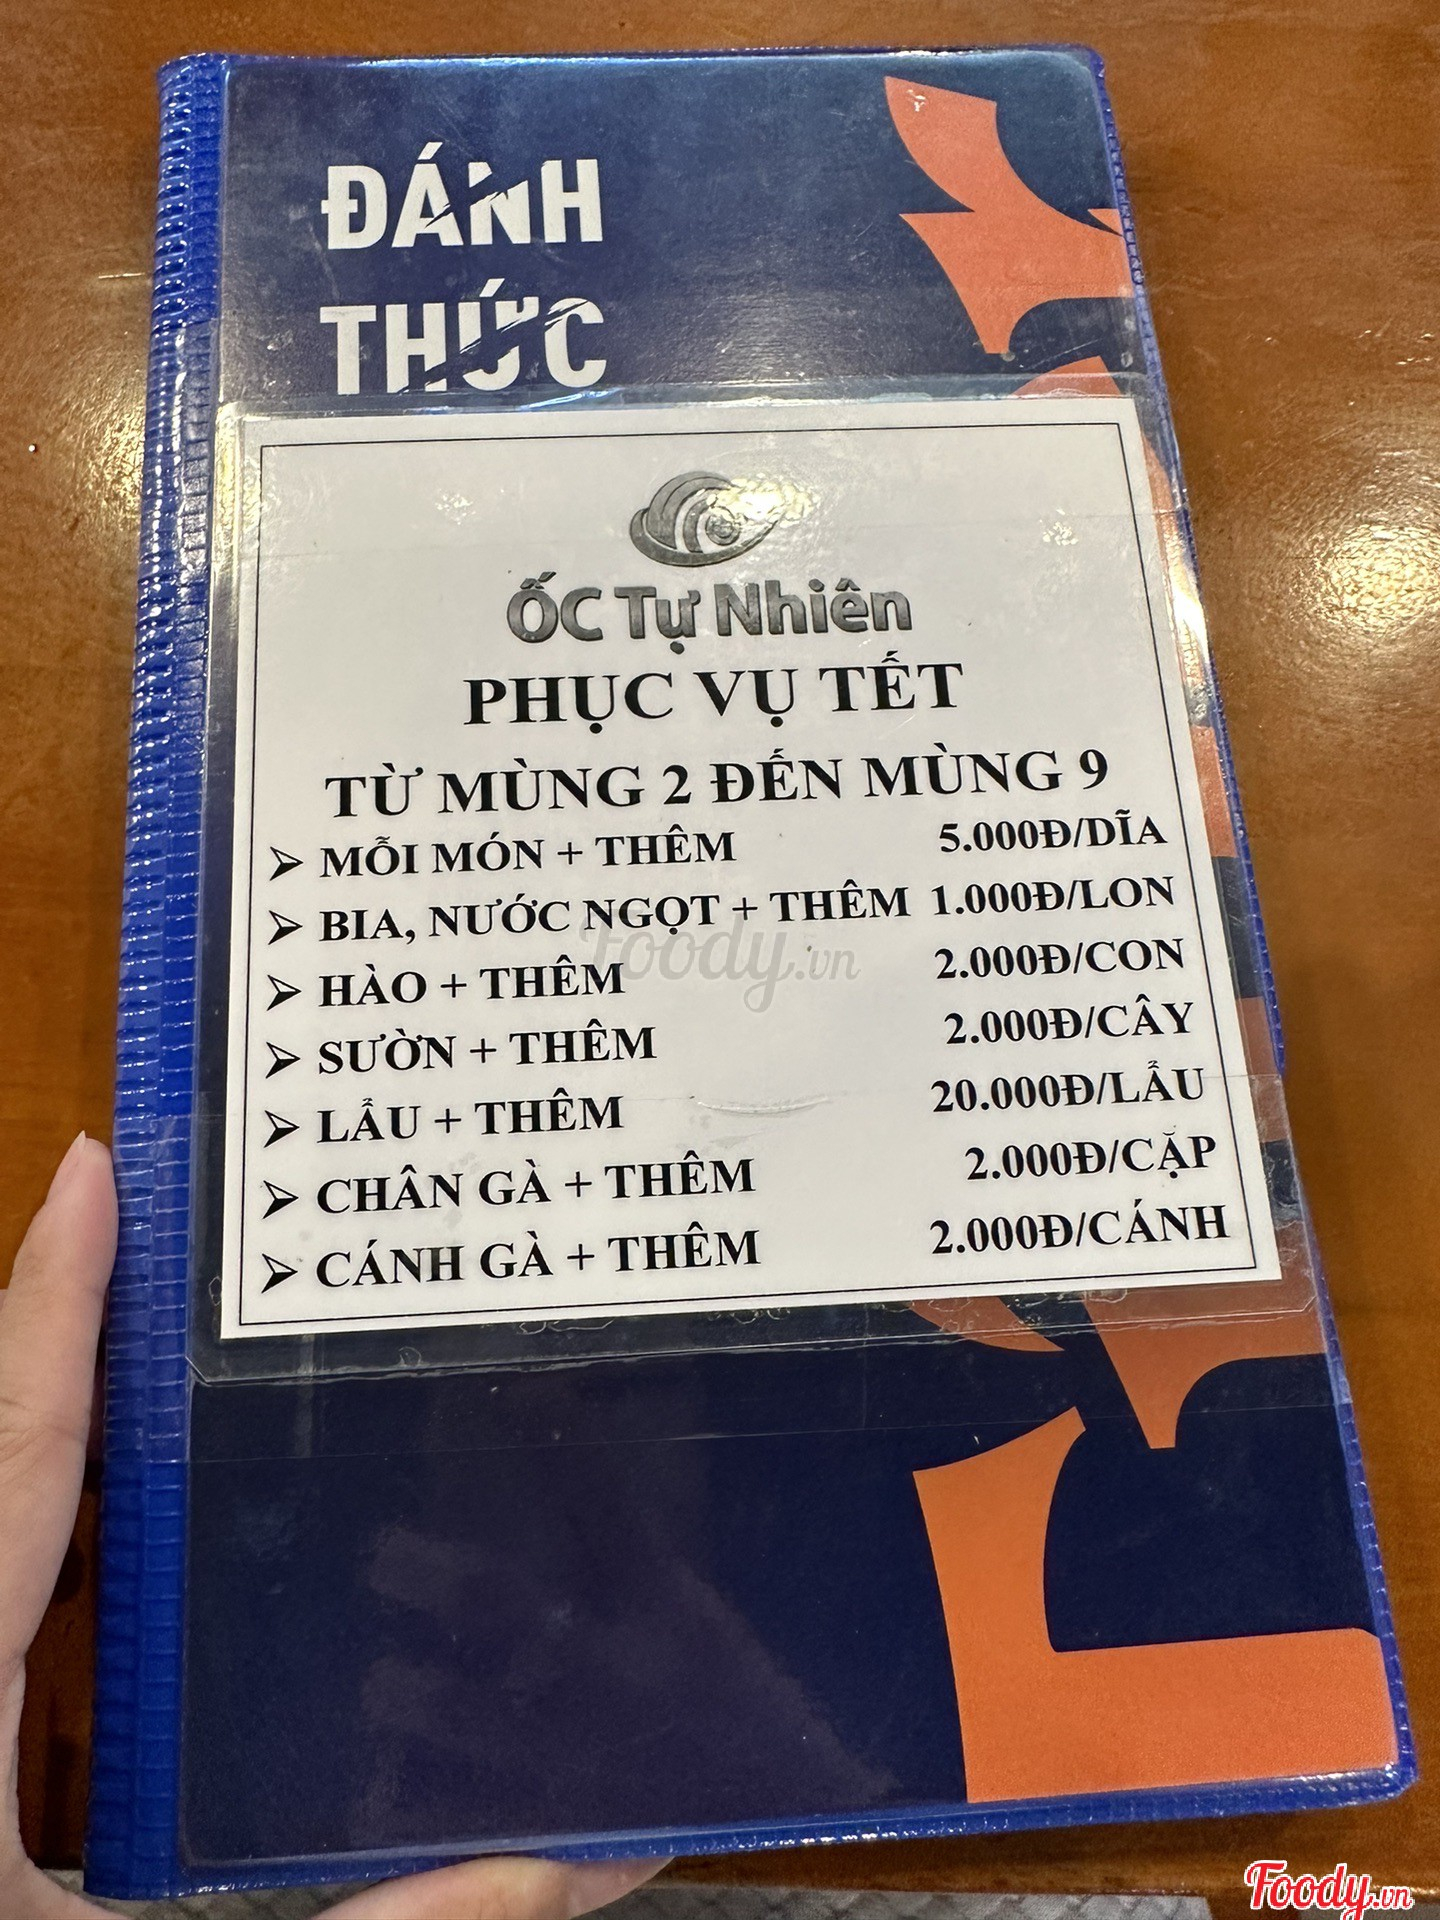 ĐÁNH
THỨC
ỐC Tự Nhiên
PHỤC VỤ TẾT
TỪ MÙNG 2 ĐẾN MÙNG 9
➢ MỖI MÓN + THÊM 5.000Đ/DĨA
➢ BIA, NƯỚC NGỌT + THÊM 1.000Đ/LON
➢ HÀO + THÊM 2.000Đ/CON
➢ SƯỜN + THÊM 2.000Đ/CÂY
➢ LẨU + THÊM 20.000Đ/LẨU
➢ CHÂN GÀ + THÊM 2.000Đ/CẶP
➢ CÁNH GÀ + THÊM 2.000Đ/CÁNH
Foody.vn
Foody.vn